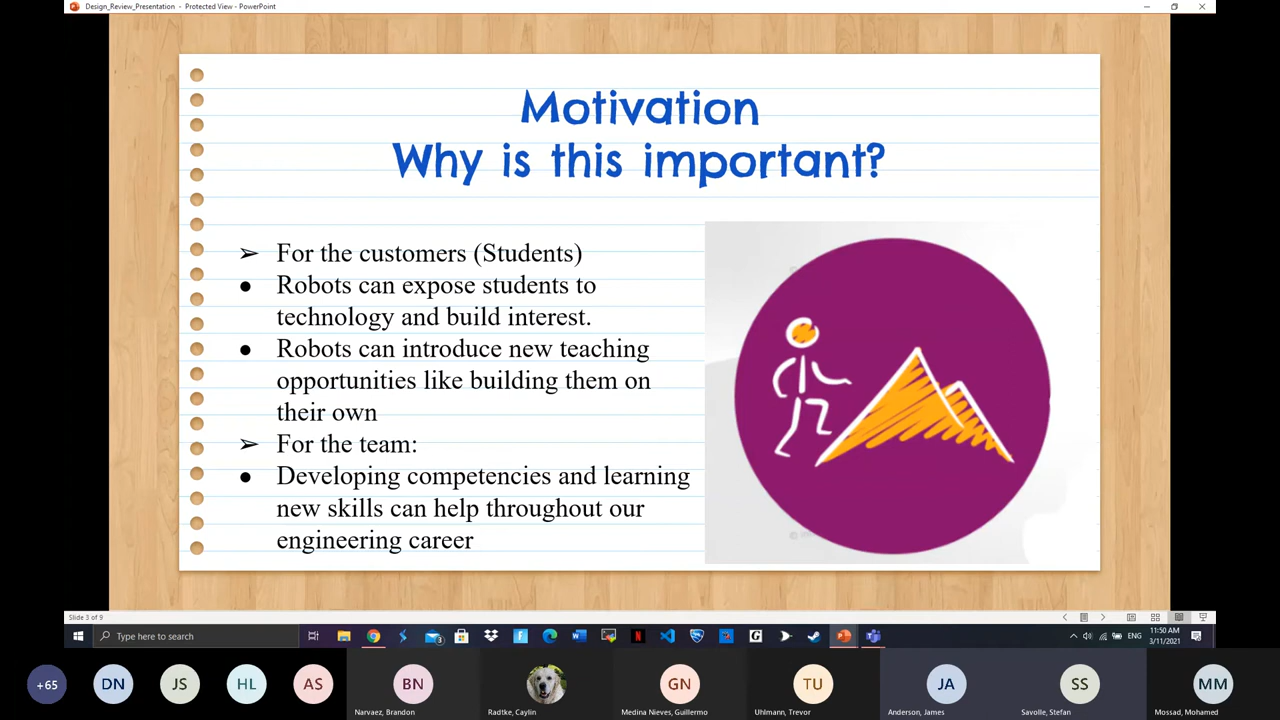 Design_Review_Presentation - Protected View - PowerPoint
Motivation
Why is this important?
➢ For the customers (Students)
● Robots can expose students to
technology and build interest.
● Robots can introduce new teaching
opportunities like building them on
their own
➢ For the team:
● Developing competencies and learning
new skills can help throughout our
engineering career
Slide 3 of 9
Type here to search
ENG
11:50 AM
3/11/2021
+65
DN
JS
HL
AS
BN
GN
TU
JA
SS
MM
Narvaez, Brandon
Radtke, Caylin
Medina Nieves, Guillermo
Uhlmann, Trevor
Anderson, James
Savolle, Stefan
Mossad, Mohamed